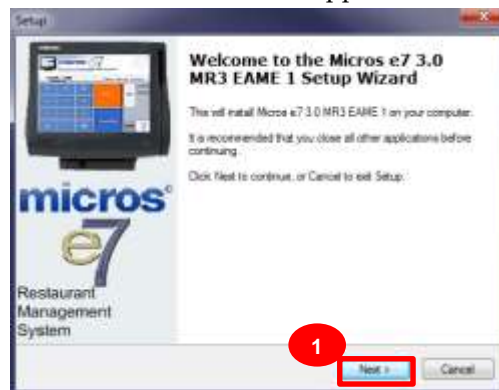 Setup
Welcome to the Micros e7 3.0
MR3 EAME 1 Setup Wizard
This will install Micros e7 3.0 MR3 EAME 1 on your computer.
It is recommended that you close all other applications before
continuing.
Click Next to continue, or Cancel to exit Setup.
micros
e7
Restaurant
Management
System
1
Next >
Cancel